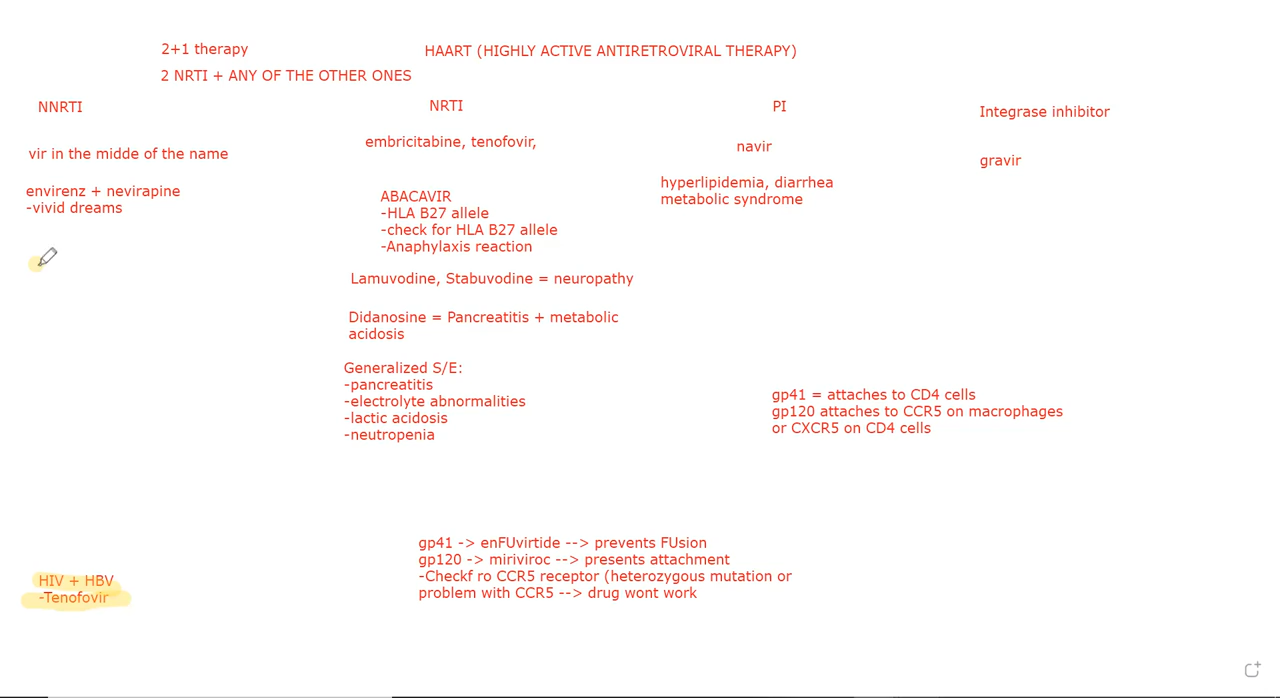 2+1 therapy
HAART (HIGHLY ACTIVE ANTIRETROVIRAL THERAPY)
2 NRTI + ANY OF THE OTHER ONES
NNRTI
vir in the midde of the name
envirenz + nevirapine
-vivid dreams
NRTI
embricitabine, tenofovir,
ABACAVIR
-HLA B27 allele
-check for HLA B27 allele
-Anaphylaxis reaction
Lamuvodine, Stabuvodine = neuropathy
Didanosine = Pancreatitis + metabolic
acidosis
Generalized S/E:
-pancreatitis
-electrolyte abnormalities
-lactic acidosis
-neutropenia
PI
navir
hyperlipidemia, diarrhea
metabolic syndrome
Integrase inhibitor
gravir
gp41 = attaches to CD4 cells
gp120 attaches to CCR5 on macrophages
or CXCR5 on CD4 cells
gp41 -> enFUvirtide --> prevents FUsion
gp120 -> miriviroc --> presents attachment
-Checkf ro CCR5 receptor (heterozygous mutation or
problem with CCR5 --> drug wont work
HIV + HBV
-Tenofovir